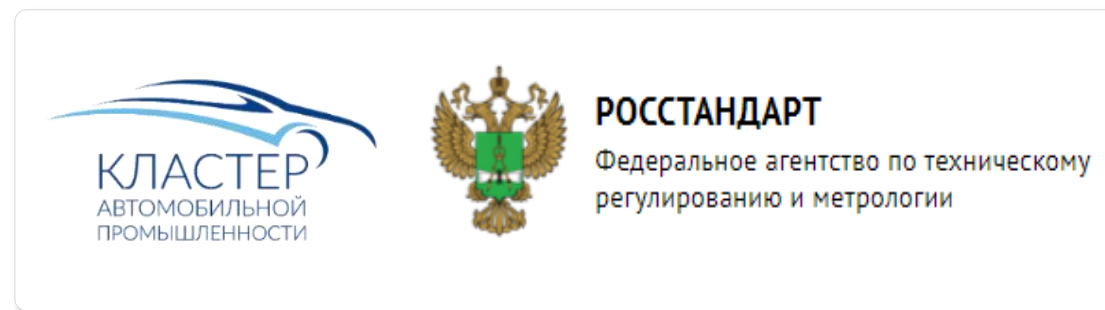 КЛАСТЕР
АВТОМОБИЛЬНОЙ
ПРОМЫШЛЕННОСТИ
РОССТАНДАРТ
Федеральное агентство по техническому
регулированию и метрологии